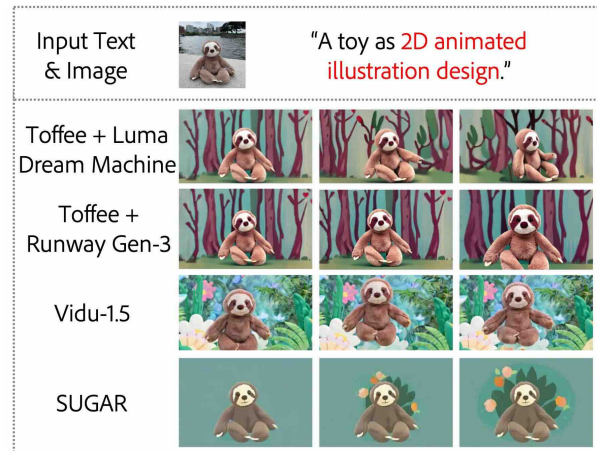 Input Text
& Image
“A toy as 2D animated
illustration design.”
Toffee + Luma
Dream Machine
Toffee +
Runway Gen-3
Vidu-1.5
SUGAR